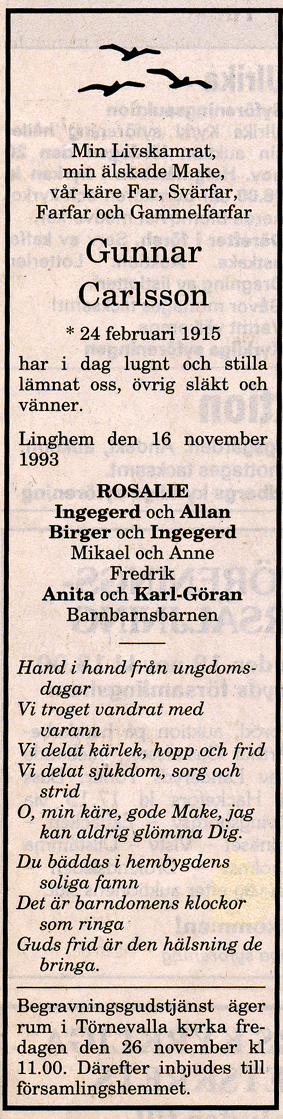 Min Livskamrat,
min älskade Make,
vår käre Far, Svärfar,
Farfar och Gammelfarfar
Gunnar
Carlsson
* 24 februari 1915
har i dag lugnt och stilla
lämnat oss, övrig släkt och
vänner.
Linghem den 16 november
1993
ROSALIE
Ingegerd och Allan
Birger och Ingegerd
Mikael och Anne
Fredrik
Anita och Karl-Göran
Barnbarnsbarnen
Hand i hand från ungdoms-
dagar
Vi troget vandrat med
varann
Vi delat kärlek, hopp och frid
Vi delat sjukdom, sorg och
strid
O, min käre, gode Make, jag
kan aldrig glömma Dig.
Du bäddas i hembygdens
soliga famn
Det är barndomens klockor
som ringa
Guds frid är den hälsning de
bringa.
Begravningsgudstjänst äger
rum i Törnevalla kyrka fre-
dagen den 26 november kl
11.00. Därefter inbjudes till
församlingshemmet.